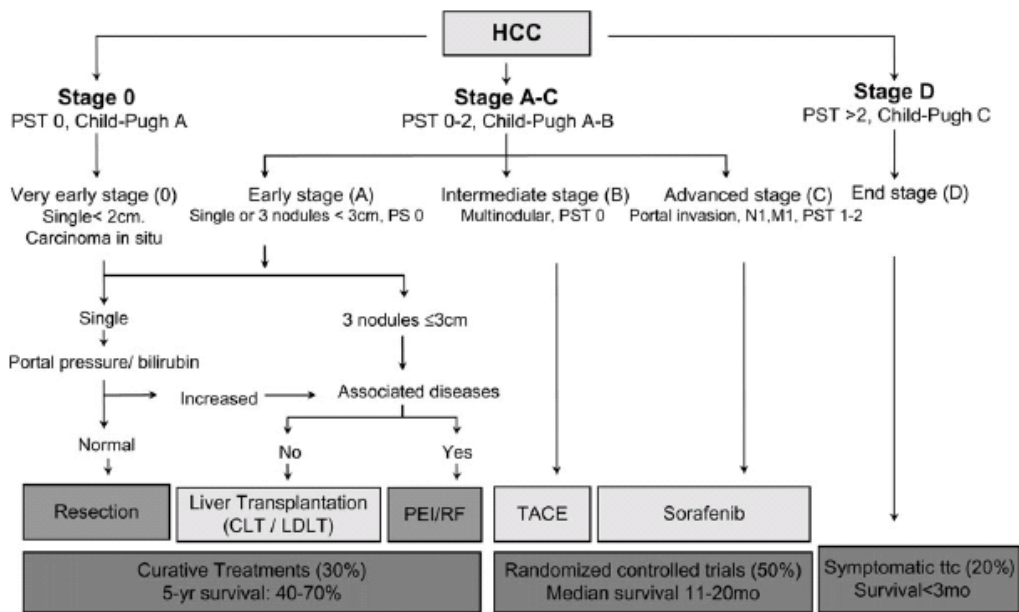 HCC
Stage 0
PST 0, Child-Pugh A
Stage A-C
PST 0-2, Child-Pugh A-B
Stage D
PST >2, Child-Pugh C
Very early stage (0)
Single< 2cm.
Carcinoma in situ
Early stage (A)
Single or 3 nodules < 3cm, PS 0
Intermediate stage (B)
Multinodular, PST 0
Advanced stage (C)
Portal invasion, N1,M1, PST 1-2
End stage (D)
Single
3 nodules ≤3cm
Portal pressure/ bilirubin
Increased
Associated diseases
Normal
No
Yes
Resection
Liver Transplantation
(CLT / LDLT)
PEI/RF
TACE
Sorafenib
Curative Treatments (30%)
5-yr survival: 40-70%
Randomized controlled trials (50%)
Median survival 11-20mo
Symptomatic ttc (20%)
Survival<3mo